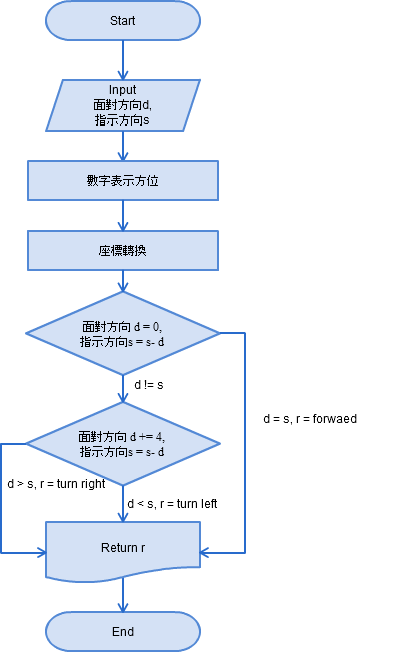 Start
Input
面對方向d,
指示方向s
數字表示方位
座標轉換
面對方向 d = 0,
指示方向s = s- d
d != s
d = s, r = forwaed
面對方向 d += 4,
指示方向s = s- d
d > s, r = turn right
d < s, r = turn left
Return r
End